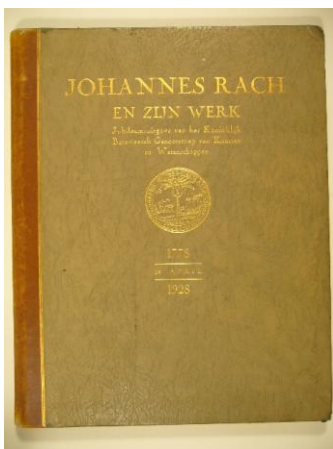 JOHANNES RACH
EN ZIJN WERK
Jubileumuitgave van het Koninklijk
Bataviaasch Genootschap van Kunsten
en Wetenschappen
1778
24 APRIL
1928